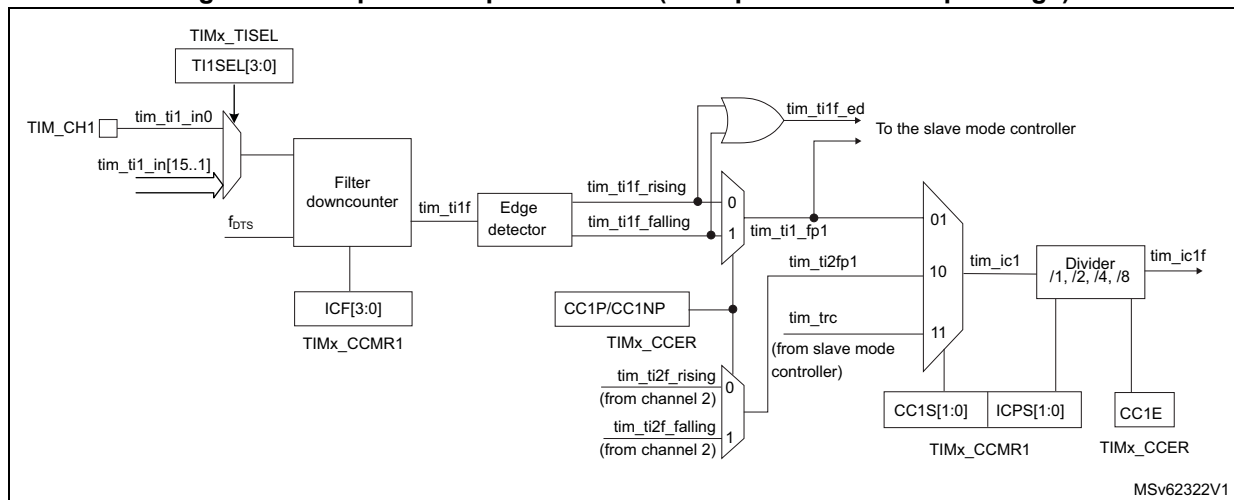 TIMx_TISEL
TI1SEL[3:0]
TIM_CH1
tim_ti1_in0
tim_ti1_in[15..1]
Filter
downcounter
fDTS
ICF[3:0]
TIMx_CCMR1
tim_ti1f
Edge
detector
tim_ti1f_rising
tim_ti1f_falling
tim_ti1f_ed
To the slave mode controller
0
1
tim_ti1_fp1
CC1P/CC1NP
TIMx_CCER
tim_ti2f_rising
(from channel 2)
tim_ti2f_falling
(from channel 2)
0
1
tim_ti2fp1
tim_trc
(from slave mode
controller)
01
10
11
tim_ic1
Divider
/1, /2, /4, /8
tim_ic1f
CC1S[1:0]
ICPS[1:0]
TIMx_CCMR1
CC1E
TIMx_CCER
MSv62322V1